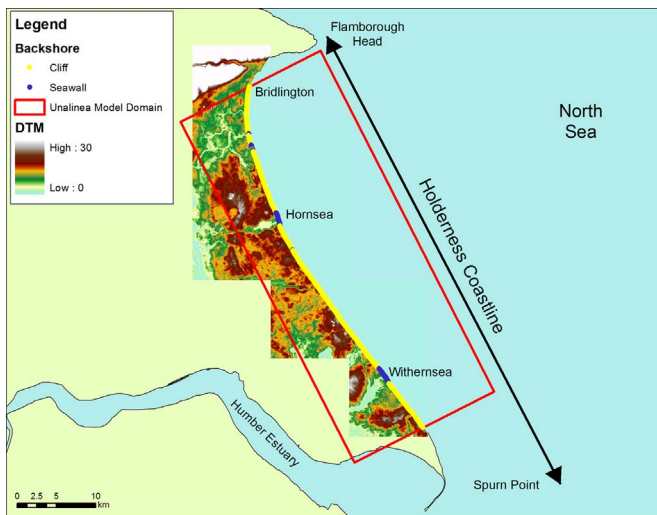 Legend
Backshore
Cliff
Seawall
Unalinea Model Domain
DTM
High : 30
Low : 0
Flamborough
Head
Bridlington
North
Sea
Hornsea
Holderness Coastline
Withernsea
Humber Estuary
Spurn Point
0 2.5 5 10
km